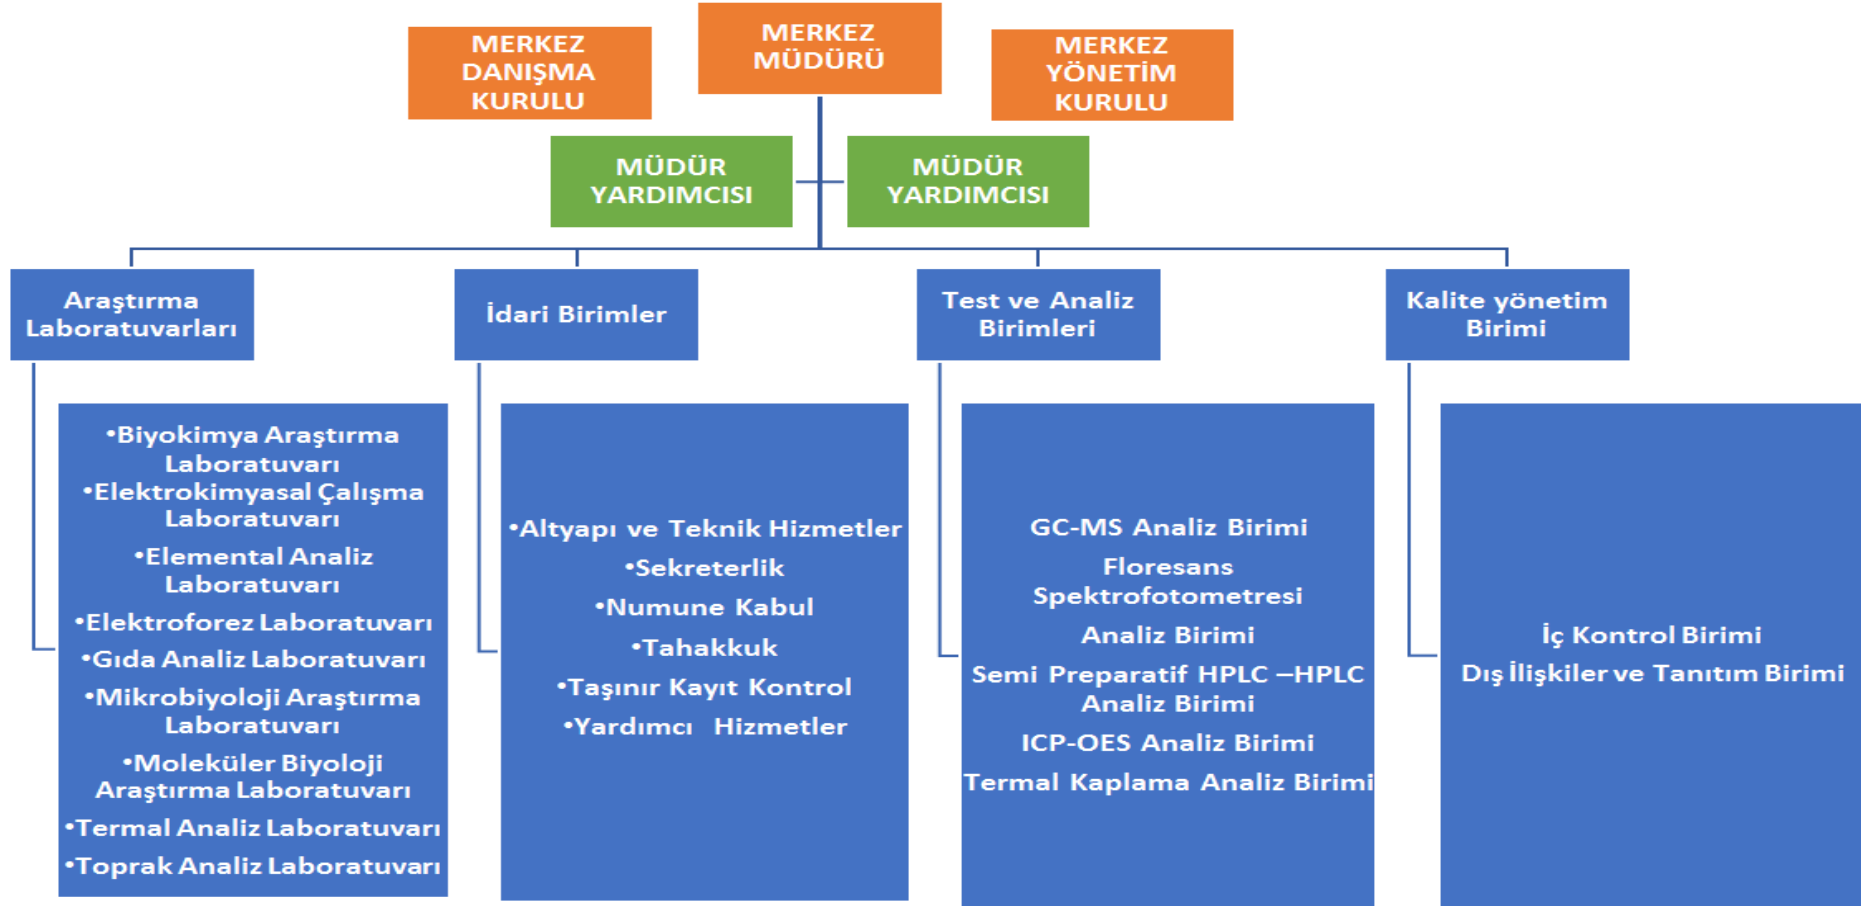 MERKEZ
DANIŞMA
KURULU
MERKEZ
MÜDÜRÜ
MERKEZ
YÖNETİM
KURULU
MÜDÜR
YARDIMCISI
MÜDÜR
YARDIMCISI
Araştırma
Laboratuvarları
•Biyokimya Araştırma
Laboratuvarı
•Elektrokimyasal Çalışma
Laboratuvarı
•Elemental Analiz
Laboratuvarı
•Elektroforez Laboratuvarı
•Gıda Analiz Laboratuvarı
•Mikrobiyoloji Araştırma
Laboratuvarı
•Moleküler Biyoloji
Araştırma Laboratuvarı
•Termal Analiz Laboratuvarı
•Toprak Analiz Laboratuvarı
İdari Birimler
•Altyapı ve Teknik Hizmetler
•Sekreterlik
•Numune Kabul
•Tahakkuk
•Taşınır Kayıt Kontrol
•Yardımcı Hizmetler
Test ve Analiz
Birimleri
GC-MS Analiz Birimi
Floresans
Spektrofotometresi
Analiz Birimi
Semi Preparatif HPLC –HPLC
Analiz Birimi
ICP-OES Analiz Birimi
Termal Kaplama Analiz Birimi
Kalite yönetim
Birimi
İç Kontrol Birimi
Dış İlişkiler ve Tanıtım Birimi